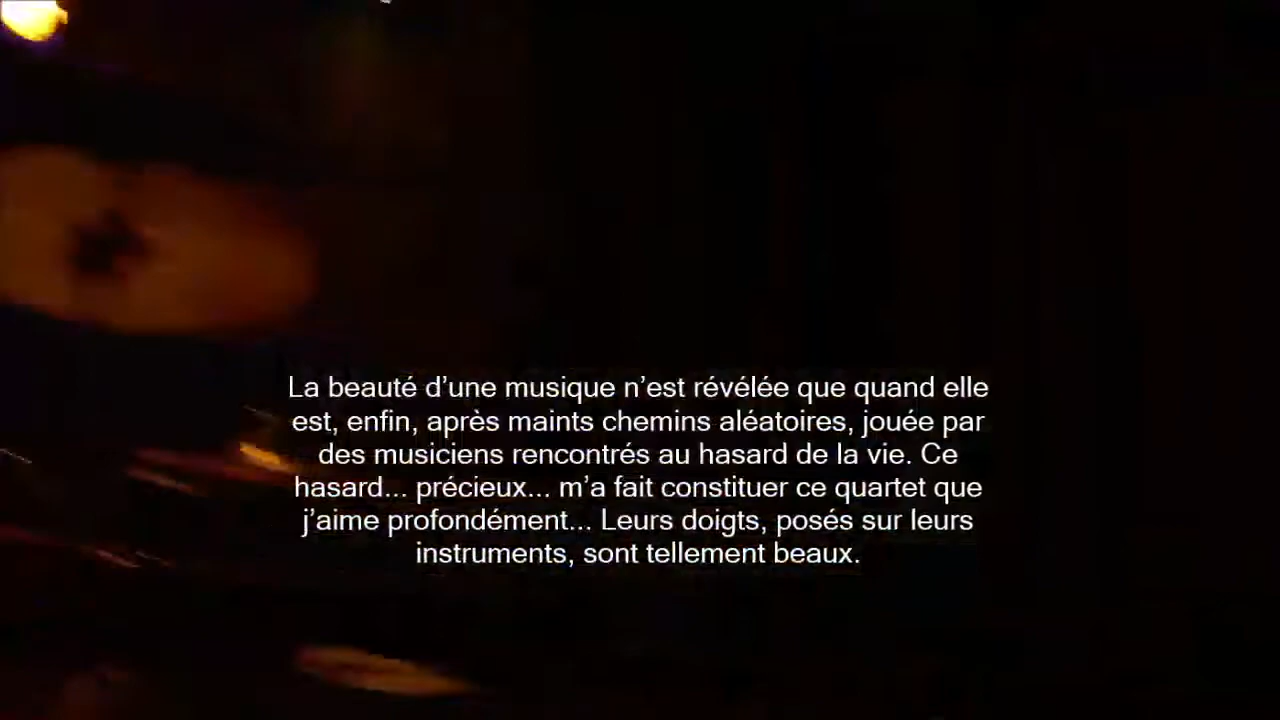 La beauté d’une musique n’est révélée que quand elle
est, enfin, après maints chemins aléatoires, jouée par
des musiciens rencontrés au hasard de la vie. Ce
hasard... précieux... m’a fait constituer ce quartet que
j’aime profondément... Leurs doigts, posés sur leurs
instruments, sont tellement beaux.